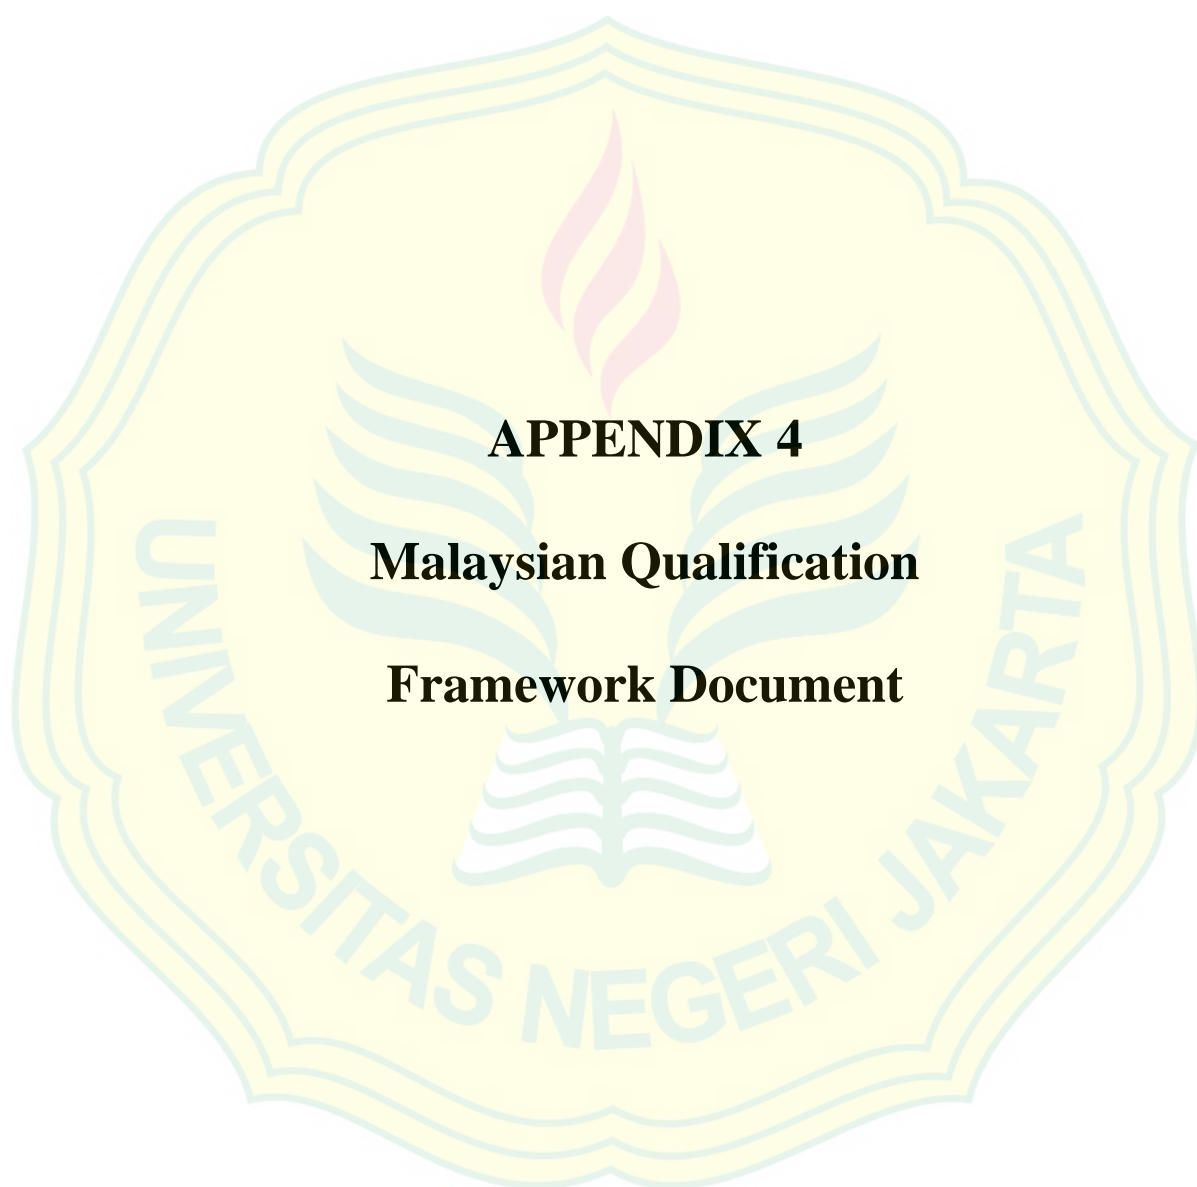 APPENDIX 4
Malaysian Qualification
Framework Document
UNIVERSITAS NEGERI JAKARTA